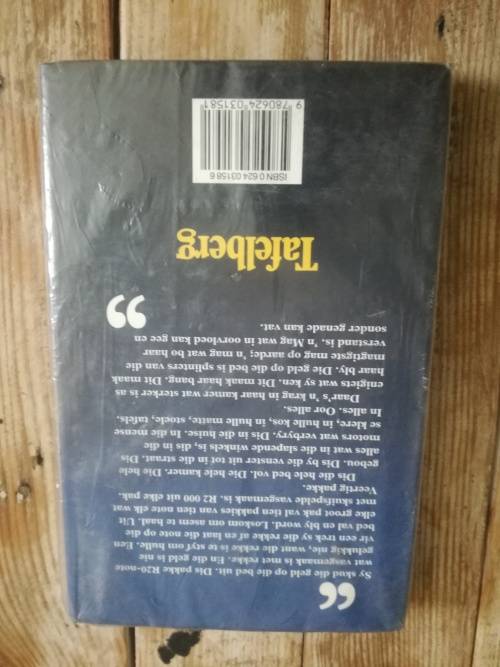 “
Sy skud die geld op die bed uit. Dis pakke R20-note
wat vasgemaak is met rekke. En die geld is nie
gelukkig nie, want die rekke is te styf om hulle. Een
vir een trek sy die rekke af en laat die note op die
bed val en bly word. Loskom om asem te haal. Uit
elke groot pak val tien pakkies van tien note elk wat
met skuifspelde vasgemaak is. R2 000 uit elke pak.
Veertig pakke.
Dis die hele bed vol. Die hele kamer. Die hele
gebou. Dis by die venster uit tot in die straat. Dis
alles wat in die slapende winkels is, dis in die
motors wat verbyry. Dis in die huise. In die mense
se klere, in hulle kos, in hulle matte, stoele, tafels.
In alles. Oor alles.
Daar's 'n krag in haar kamer wat sterker is as
enigiets wat sy ken. Dit maak haar bang. Dit maak
haar bly. Die geld op die bed is splinters van die
magtigste mag op aarde: 'n mag wat bo haar
verstand is. 'n Mag wat in oorvloed kan gee en
sonder genade kan vat.
”
Tafelberg
ISBN 0 624 03158 6
9 780624 031581